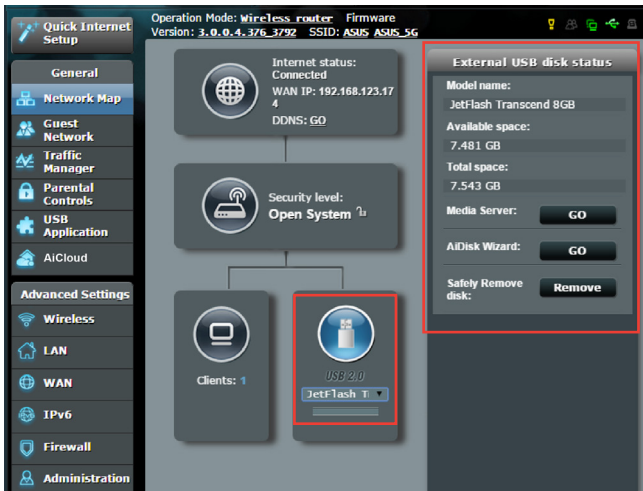 Quick Internet
Setup
General
Network Map
Guest
Network
Traffic
Manager
Parental
Controls
USB
Application
AiCloud
Advanced Settings
Wireless
LAN
WAN
IPv6
Firewall
Administration
Operation Mode: Wireless router Firmware
Version: 3.0.0.4.376_3792 SSID: ASUS ASUS_5G
Internet status:
Connected
WAN IP: 192.168.123.17
4
DDNS: GO
Security level:
Open System
Clients: 1
USB 2.0
JetFlash T
External USB disk status
Model name:
JetFlash Transcend 8GB
Available space:
7.481 GB
Total space:
7.543 GB
Media Server: GO
AiDisk Wizard: GO
Safely Remove
disk: Remove